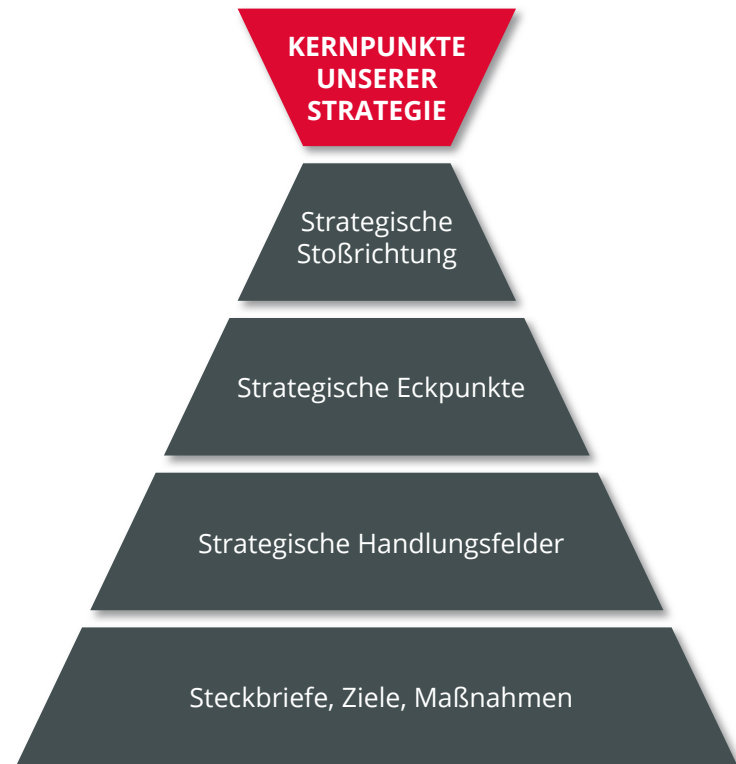 KERNPUNKTE
UNSERER
STRATEGIE
Strategische
Stoßrichtung
Strategische Eckpunkte
Strategische Handlungsfelder
Steckbriefe, Ziele, Maßnahmen